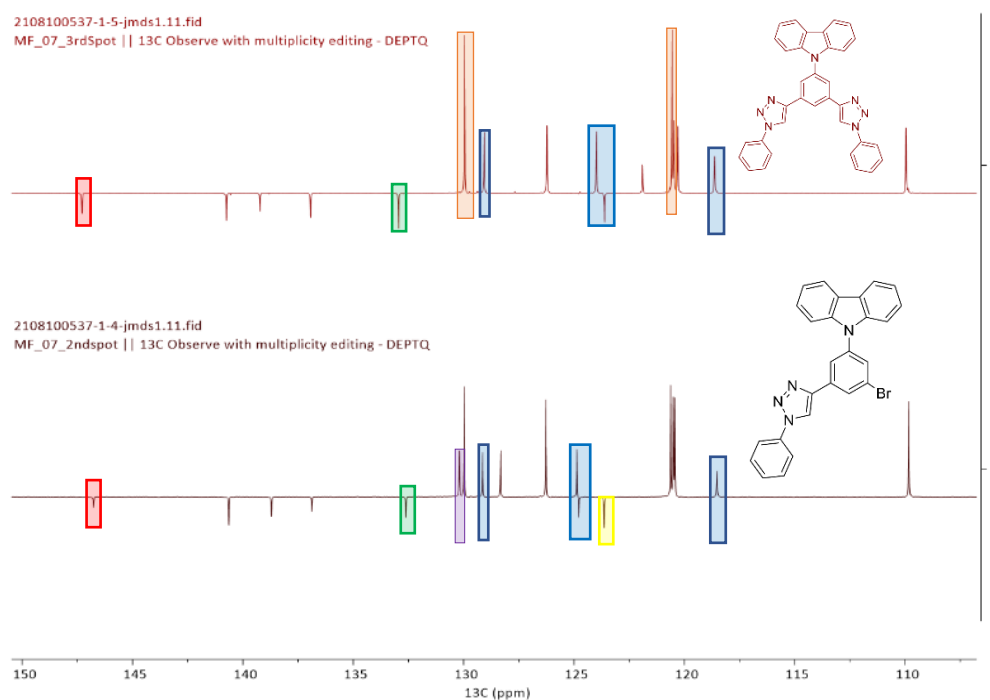 2108100537-1-5-jmds1.11.fid
MF_07_3rdSpot || 13C Observe with multiplicity editing - DEPTQ
N
N
N
N
N
N
N
2108100537-1-4-jmds1.11.fid
MF_07_2ndspot || 13C Observe with multiplicity editing - DEPTQ
N
Br
N
N
N
150 145 140 135 130 125 120 115 110
13C (ppm)